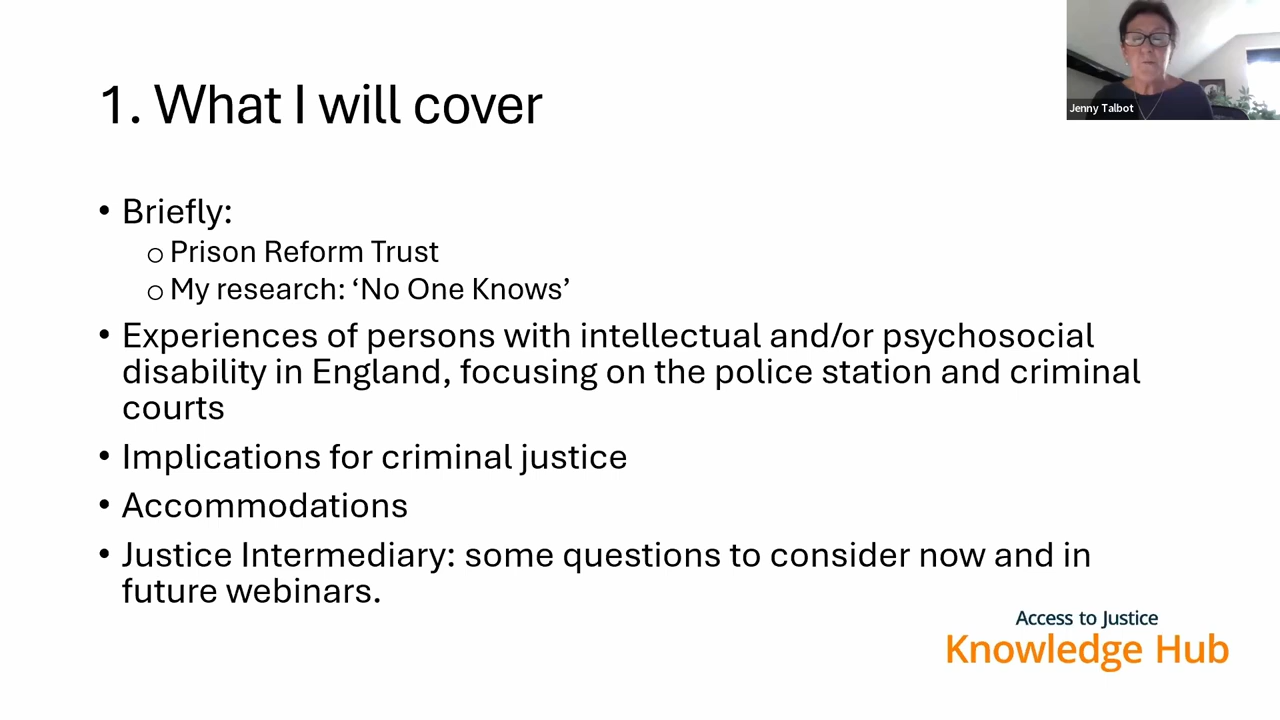 1. What I will cover
Jenny Talbot
• Briefly:
o Prison Reform Trust
o My research: ‘No One Knows’
• Experiences of persons with intellectual and/or psychosocial
disability in England, focusing on the police station and criminal
courts
• Implications for criminal justice
• Accommodations
• Justice Intermediary: some questions to consider now and in
future webinars.
Access to Justice
Knowledge Hub